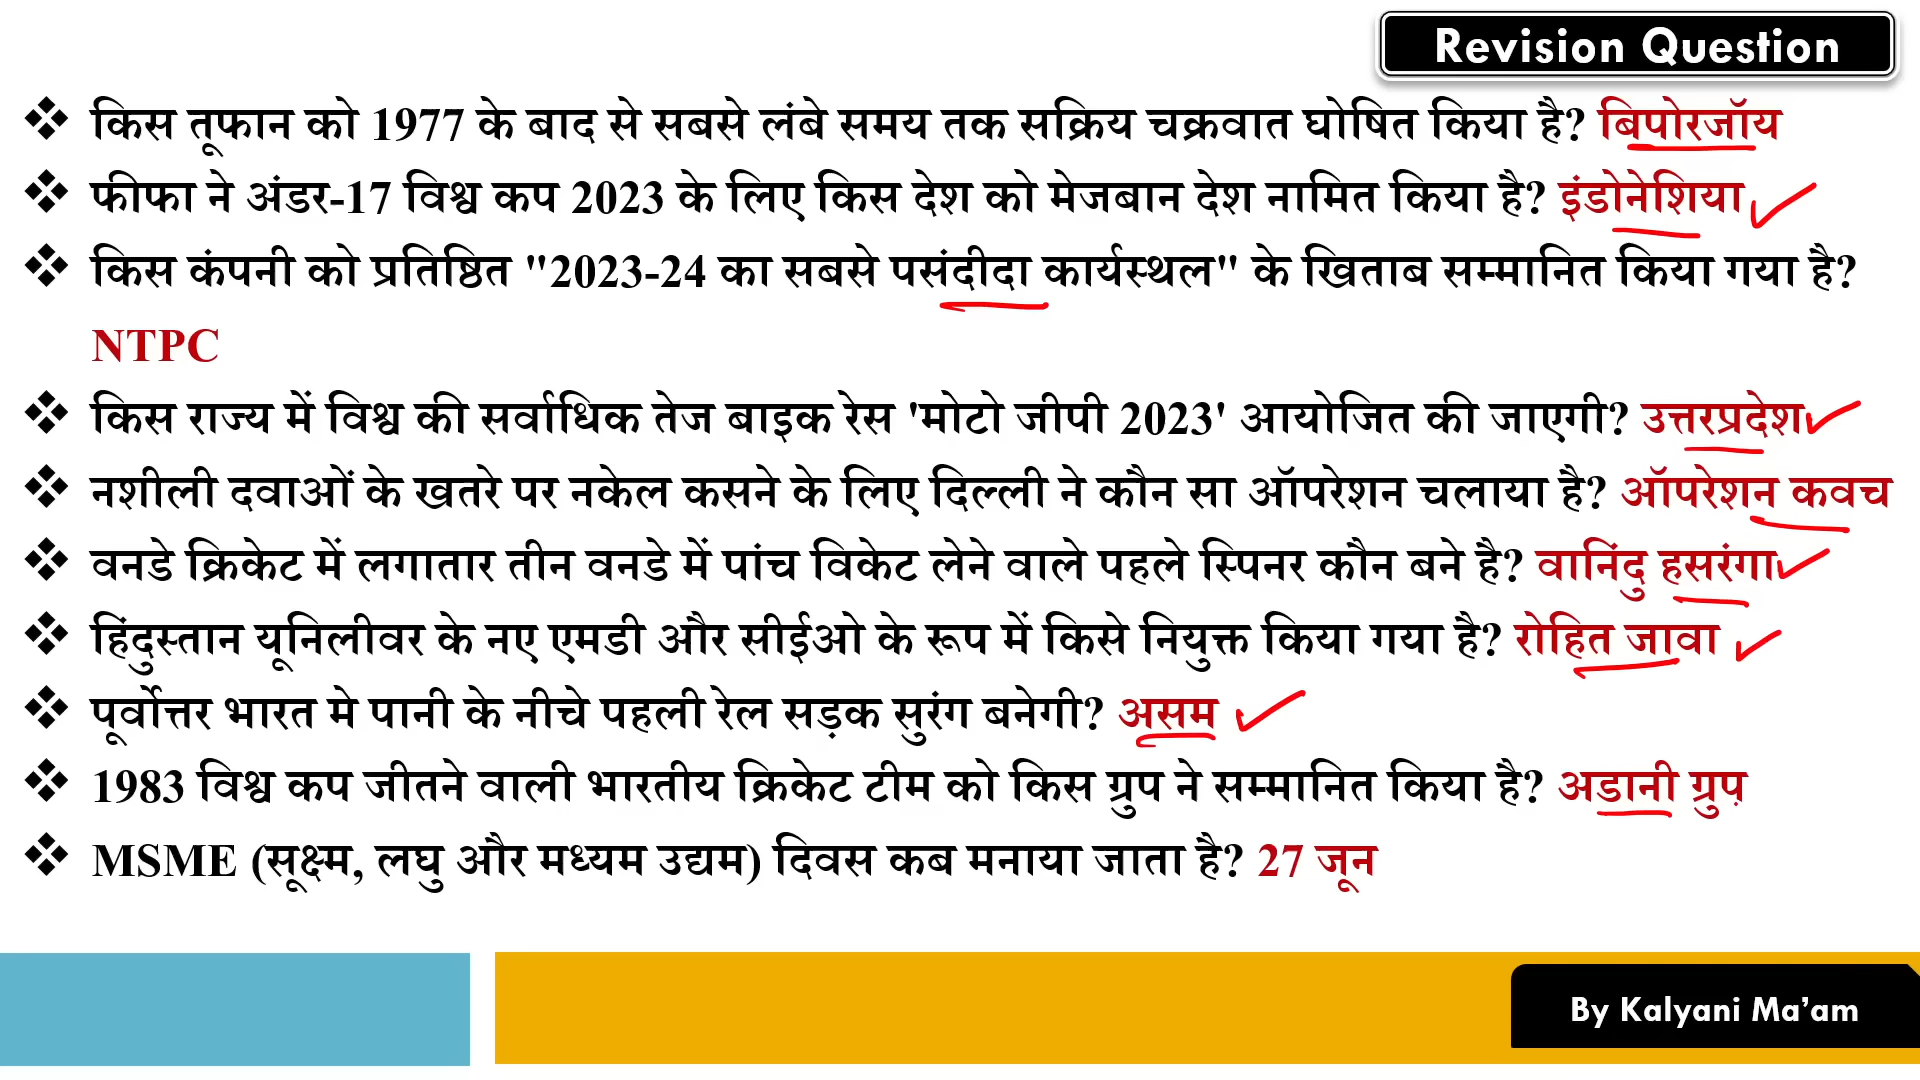 Revision Question
❖ किस तूफान को 1977 के बाद से सबसे लंबे समय तक सक्रिय चक्रवात घोषित किया है? बिपोरजॉय
❖ फीफा ने अंडर-17 विश्व कप 2023 के लिए किस देश को मेजबान देश नामित किया है? इंडोनेशिया
❖ किस कंपनी को प्रतिष्ठित "2023-24 का सबसे पसंदीदा कार्यस्थल" के खिताब सम्मानित किया गया है?
NTPC
❖ किस राज्य में विश्व की सर्वाधिक तेज बाइक रेस 'मोटो जीपी 2023' आयोजित की जाएगी? उत्तरप्रदेश
❖ नशीली दवाओं के खतरे पर नकेल कसने के लिए दिल्ली ने कौन सा ऑपरेशन चलाया है? ऑपरेशन कवच
❖ वनडे क्रिकेट में लगातार तीन वनडे में पांच विकेट लेने वाले पहले स्पिनर कौन बने है? वानिंदु हसरंगा
❖ हिंदुस्तान यूनिलीवर के नए एमडी और सीईओ के रूप में किसे नियुक्त किया गया है? रोहित जावा
❖ पूर्वोत्तर भारत मे पानी के नीचे पहली रेल सड़क सुरंग बनेगी? असम
❖ 1983 विश्व कप जीतने वाली भारतीय क्रिकेट टीम को किस ग्रुप ने सम्मानित किया है? अडानी ग्रुप
❖ MSME (सूक्ष्म, लघु और मध्यम उद्यम) दिवस कब मनाया जाता है? 27 जून
By Kalyani Ma’am